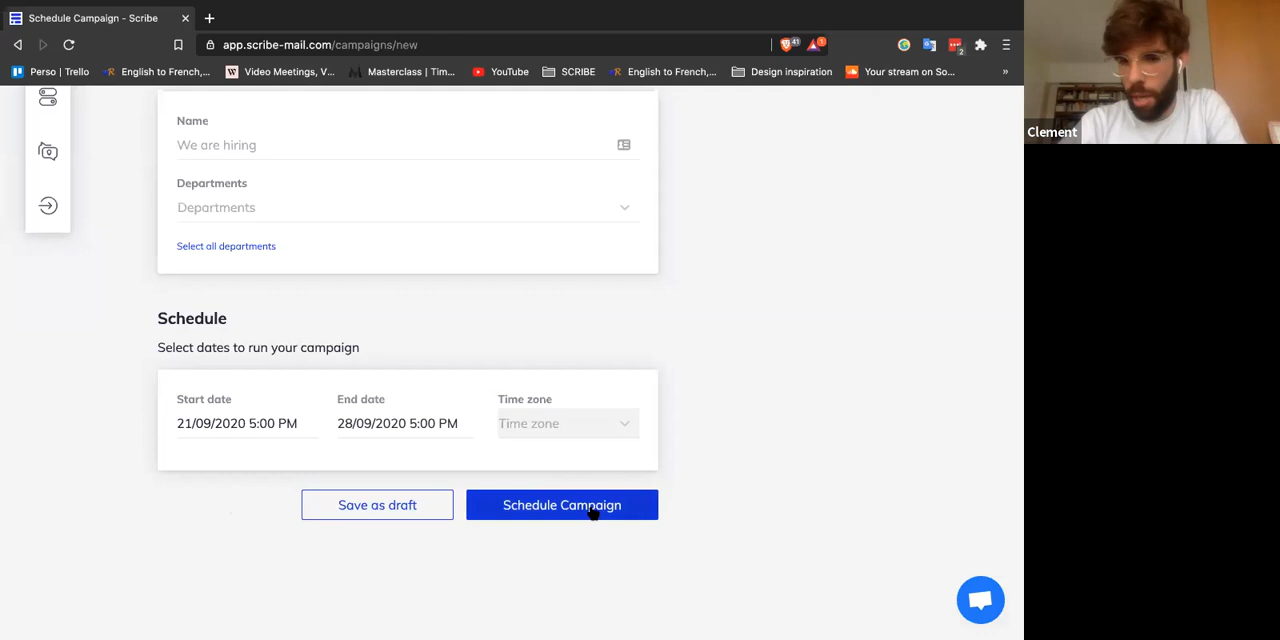 Schedule Campaign - Scribe
app.scribe-mail.com/campaigns/new
41
1
2
Perso | Trello
English to French,...
Video Meetings, V...
Masterclass | Tim...
YouTube
SCRIBE
English to French,...
Design inspiration
Your stream on So...
»
Clement
Name
We are hiring
Departments
Departments
Select all departments
Schedule
Select dates to run your campaign
Start date
End date
Time zone
21/09/2020 5:00 PM
28/09/2020 5:00 PM
Time zone
Save as draft
Schedule Campaign